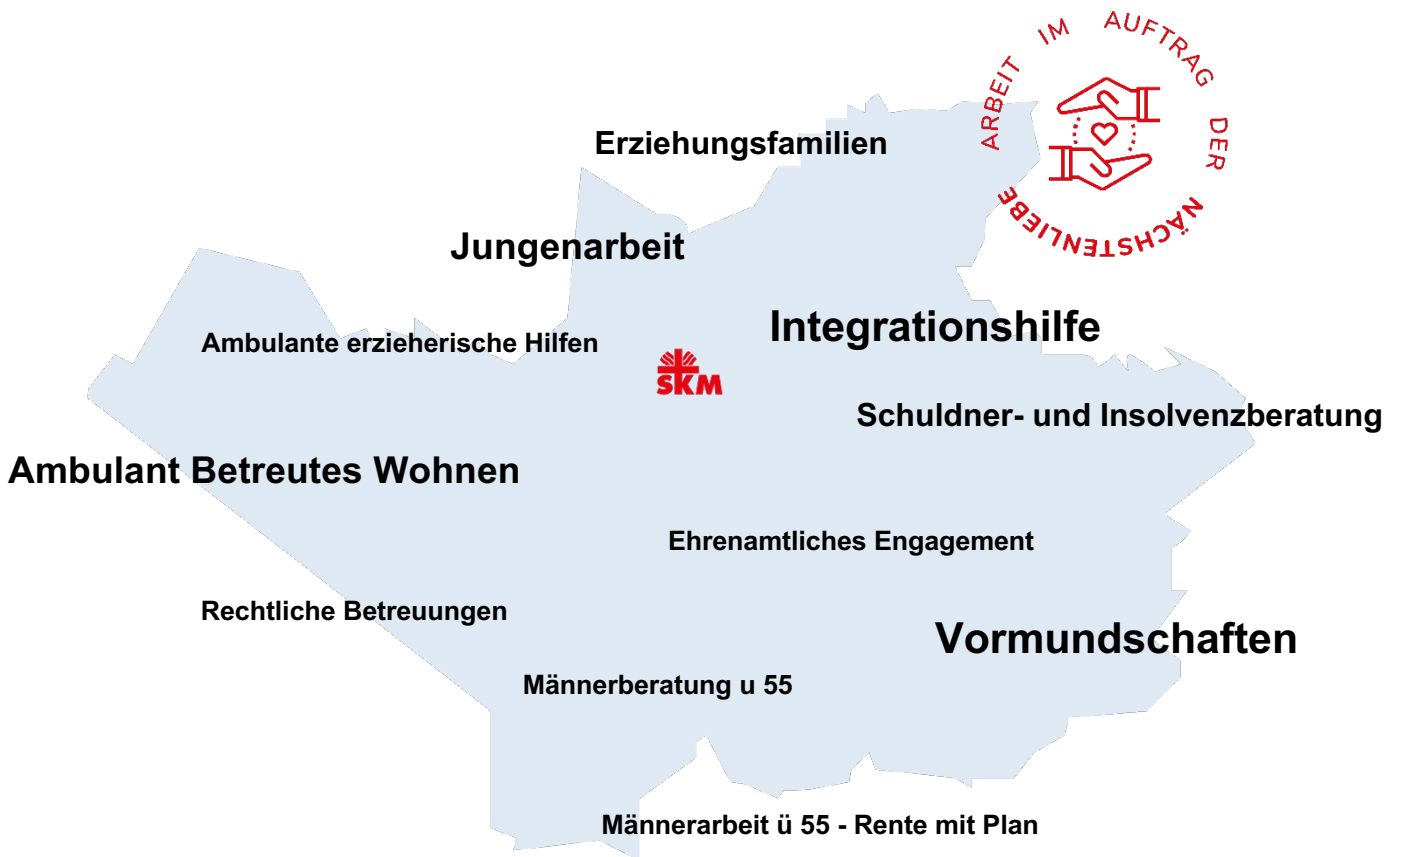 ARBEIT IM AUFTRAG DER NÄCHSTENLIEBE
Erziehungsfamilien
Jungenarbeit
Integrationshilfe
Ambulante erzieherische Hilfen
SKM
Schuldner- und Insolvenzberatung
Ambulant Betreutes Wohnen
Ehrenamtliches Engagement
Rechtliche Betreuungen
Vormundschaften
Männerberatung u 55
Männerarbeit ü 55 - Rente mit Plan